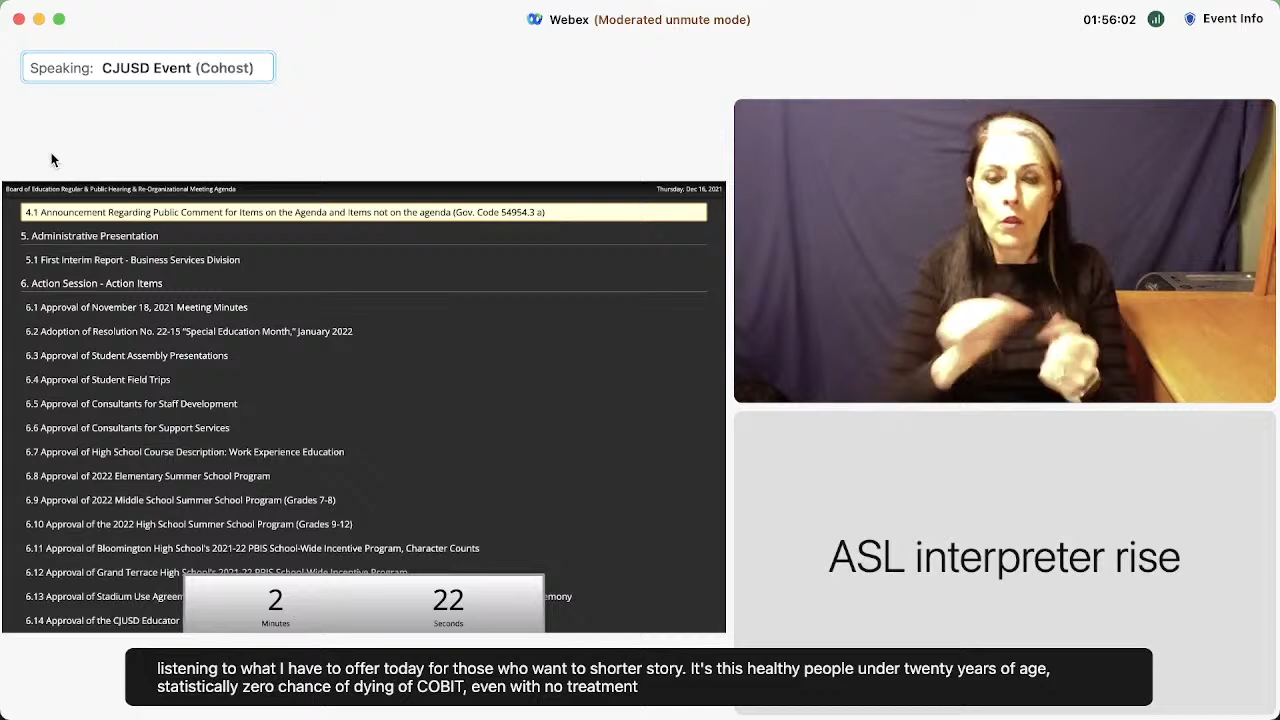 Webex (Moderated unmute mode)
01:56:02
Event Info
Speaking: CJUSD Event (Cohost)
Board of Education Regular & Public Hearing & Re-Organizational Meeting Agenda
Thursday: Dec 16, 2021
4.1 Announcement Regarding Public Comment for Items on the Agenda and Items not on the agenda (Gov. Code 54954.3 a)
5. Administrative Presentation
5.1 First Interim Report - Business Services Division
6. Action Session - Action Items
6.1 Approval of November 18, 2021 Meeting Minutes
6.2 Adoption of Resolution No. 22-15 "Special Education Month," January 2022
6.3 Approval of Student Assembly Presentations
6.4 Approval of Student Field Trips
6.5 Approval of Consultants for Staff Development
6.6 Approval of Consultants for Support Services
6.7 Approval of High School Course Description: Work Experience Education
6.8 Approval of 2022 Elementary Summer School Program
6.9 Approval of 2022 Middle School Summer School Program (Grades 7-8)
6.10 Approval of the 2022 High School Summer School Program (Grades 9-12)
6.11 Approval of Bloomington High School's 2021-22 PBIS School-Wide Incentive Program, Character Counts
6.12 Approval of Grand Terrace High School's 2021-22 PBIS School-Wide Incentive Program
6.13 Approval of Stadium Use Agreem
emony
6.14 Approval of the CJUSD Educator
2 22
Minutes Seconds
ASL interpreter rise
listening to what I have to offer today for those who want to shorter story. It's this healthy people under twenty years of age,
statistically zero chance of dying of COBIT, even with no treatment